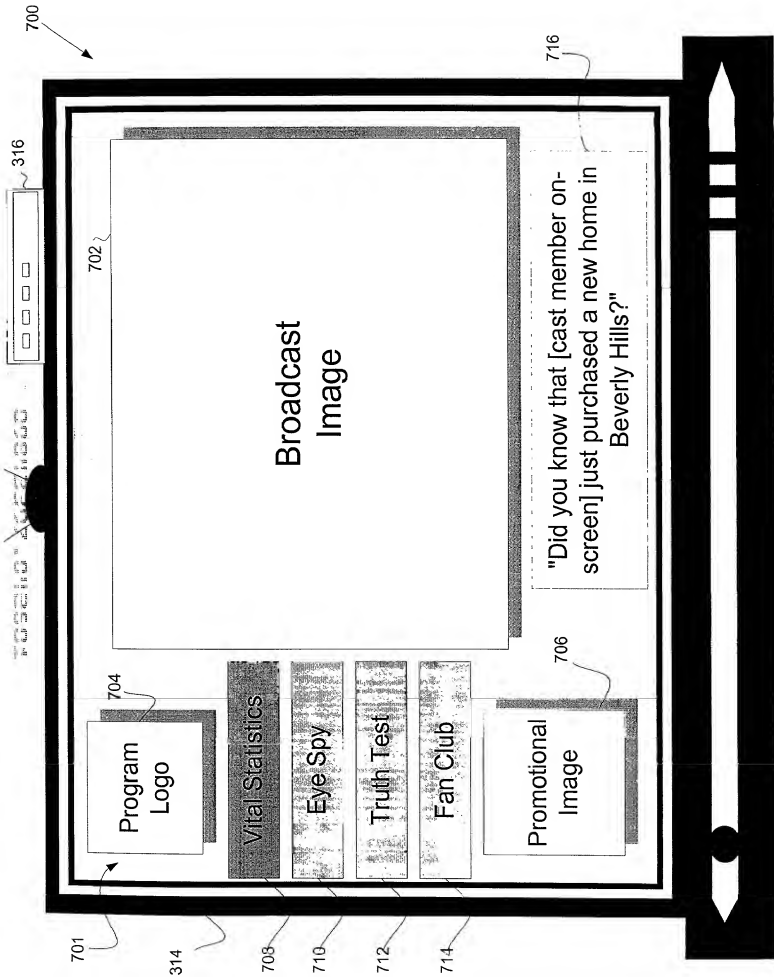 700
316
716
702
Broadcast
Image
"Did you know that [cast member on-
screen] just purchased a new home in
Beverly Hills?"
704
Program
Logo
Vital Statistics
Eye Spy
Truth Test
Fan Club
706
Promotional
Image
701
314
708
710
712
714